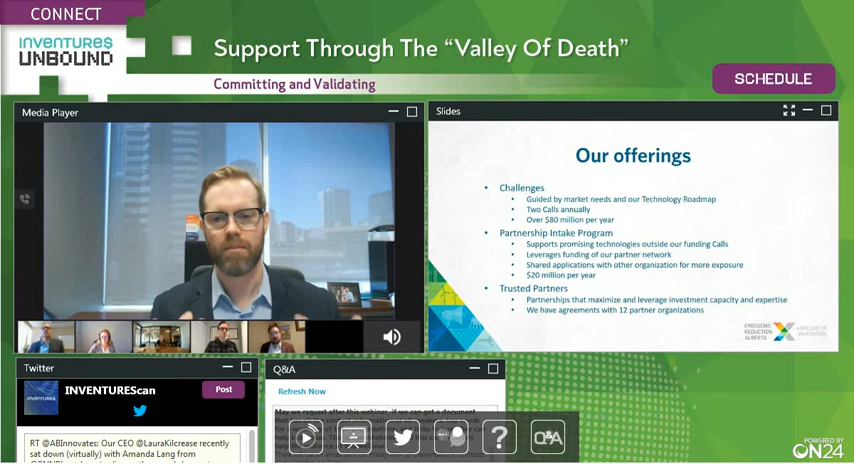 CONNECT
INVENTURE$
UNBOUND
Support Through The “Valley Of Death”
Committing and Validating
SCHEDULE
Media Player
Slides
Our offerings
• Challenges
• Guided by market needs and our Technology Roadmap
• Two Calls annually
• Over $80 million per year
• Partnership Intake Program
• Supports promising technologies outside our funding Calls
• Leverages funding of our partner network
• Shared applications with other organization for more exposure
• $20 million per year
• Trusted Partners
• Partnerships that maximize and leverage investment capacity and expertise
• We have agreements with 12 partner organizations
EMISSIONS
REDUCTION
ALBERTA
A DECADE OF
INNOVATION
Twitter
INVENTURE$
INVENTUREScan
Post
RT @ABInnovates: Our CEO @LauraKilcrease recently
sat down (virtually) with Amanda Lang from
Q&A
Refresh Now
May we request after this webinar, if we can get a document
?
Q&A
POWERED BY
ON24